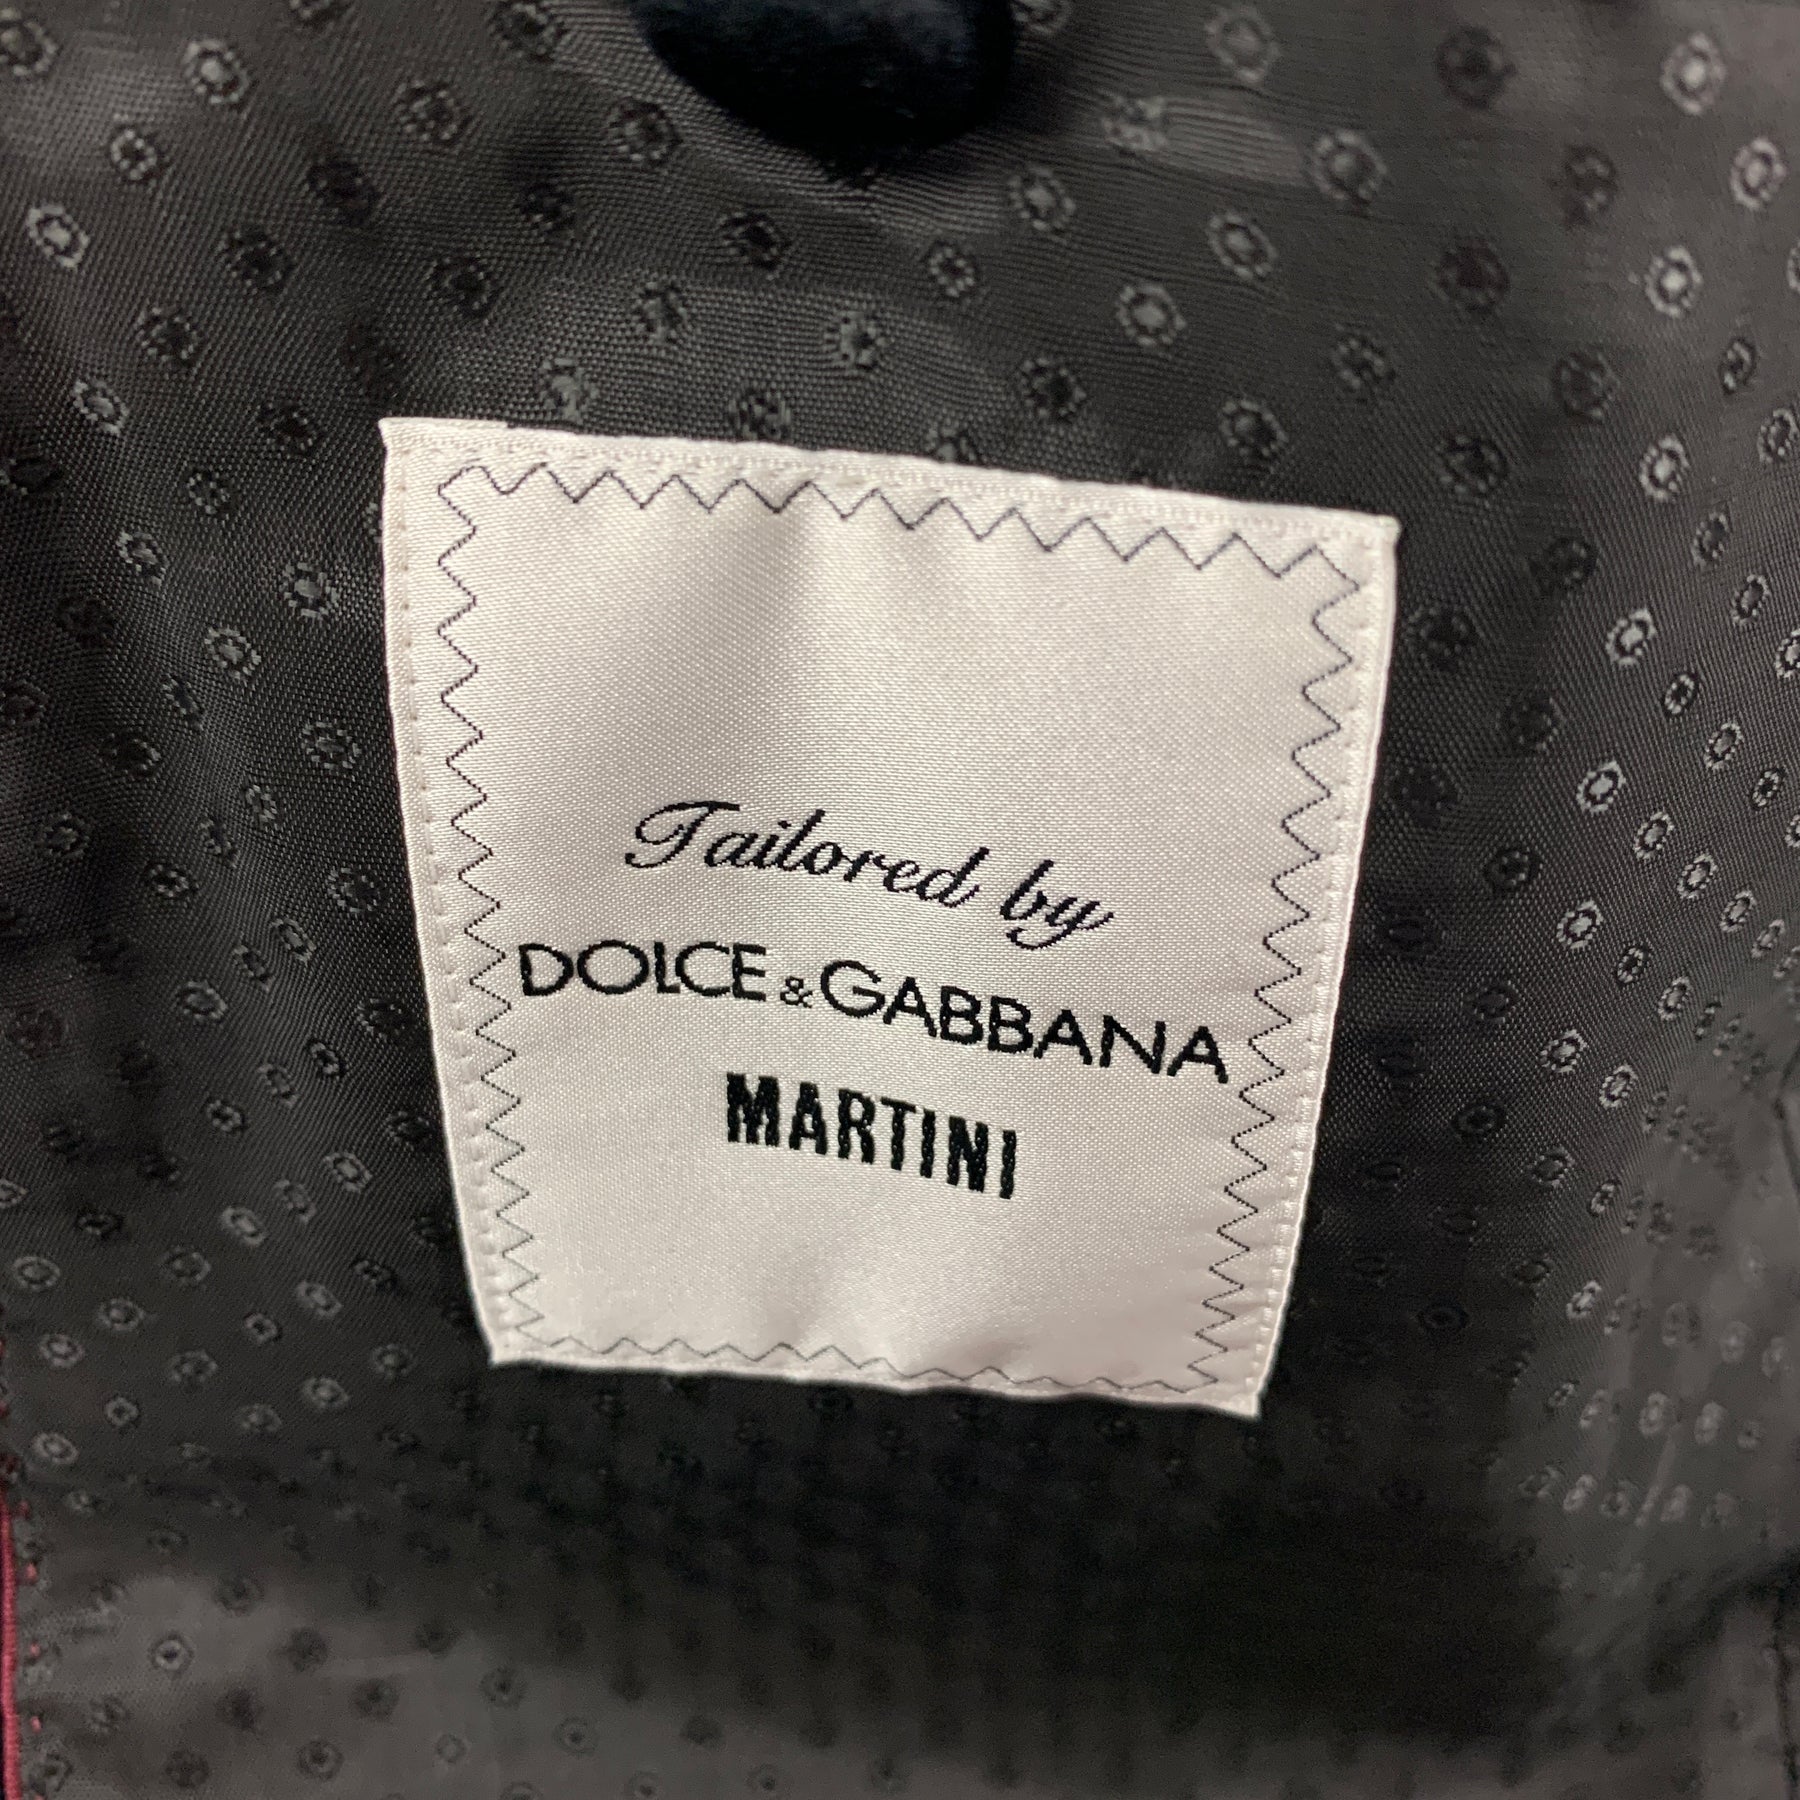 Tailored by
DOLCE & GABBANA
MARTINI